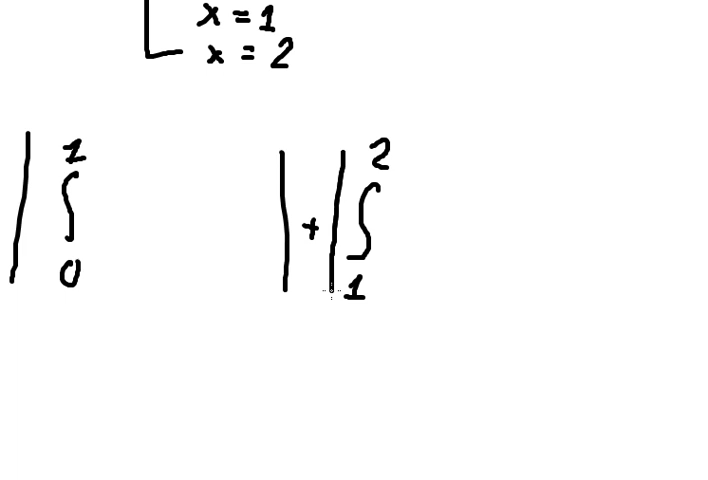 x = 1
x = 2
| ∫₀¹ | + | ∫₁²